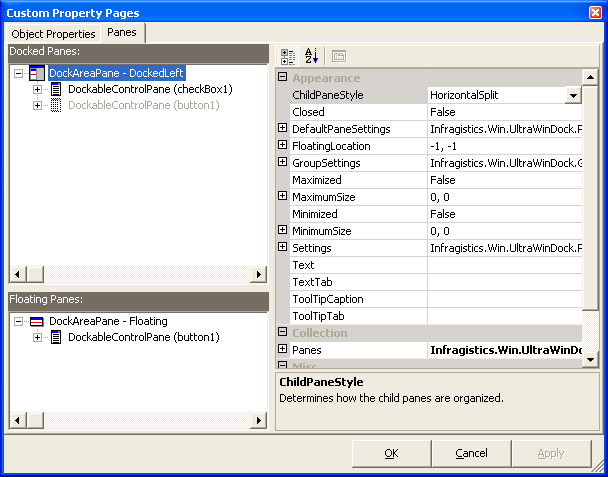 Custom Property Pages
Object Properties
Panes
Docked Panes:
DockAreaPane - DockedLeft
DockableControlPane (checkBox1)
DockableControlPane (button1)
Floating Panes:
DockAreaPane - Floating
DockableControlPane (button1)
Appearance
ChildPaneStyle HorizontalSplit
Closed False
DefaultPaneSettings Infragistics.Win.UltraWinDock.P
FloatingLocation -1, -1
GroupSettings Infragistics.Win.UltraWinDock.G
Maximized False
MaximumSize 0, 0
Minimized False
MinimumSize 0, 0
Settings Infragistics.Win.UltraWinDock.P
Text
TextTab
ToolTipCaption
ToolTipTab
Collection
Panes Infragistics.Win.UltraWinDo
Misc
ChildPaneStyle
Determines how the child panes are organized.
OK
Cancel
Apply